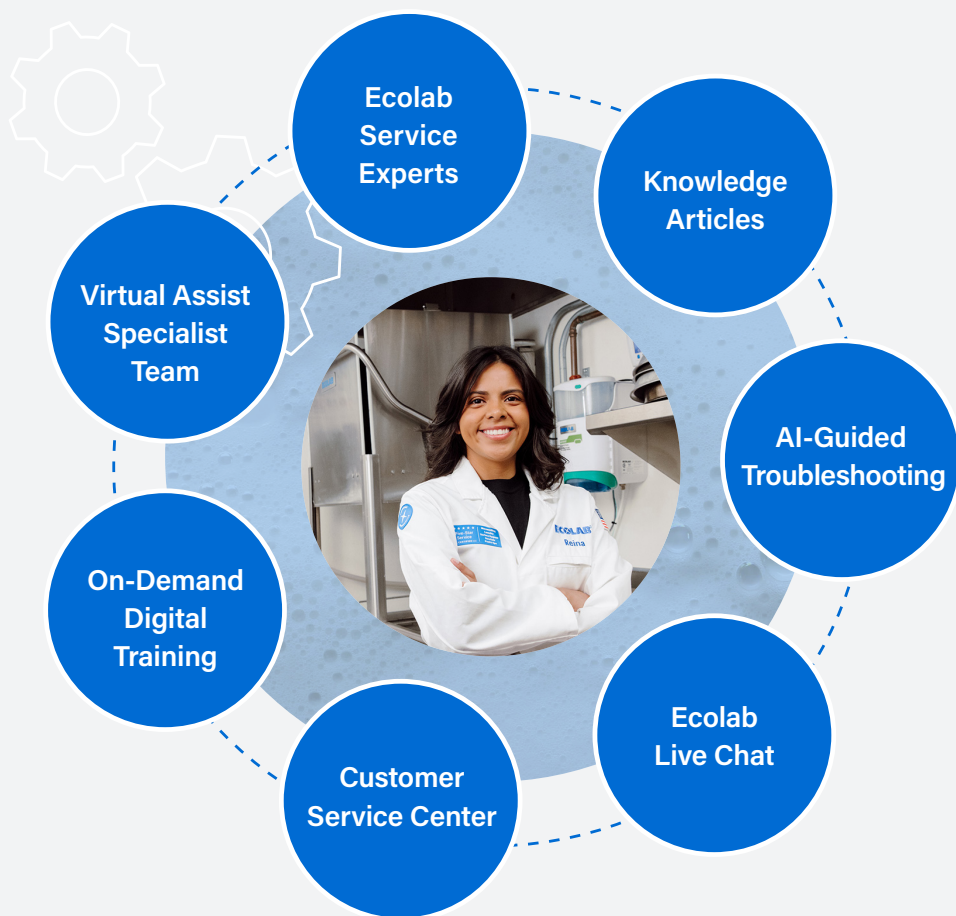 Ecolab
Service
Experts
Knowledge
Articles
AI-Guided
Troubleshooting
Ecolab
Live Chat
Customer
Service Center
On-Demand
Digital
Training
Virtual Assist
Specialist
Team
ECOLAB
Reina